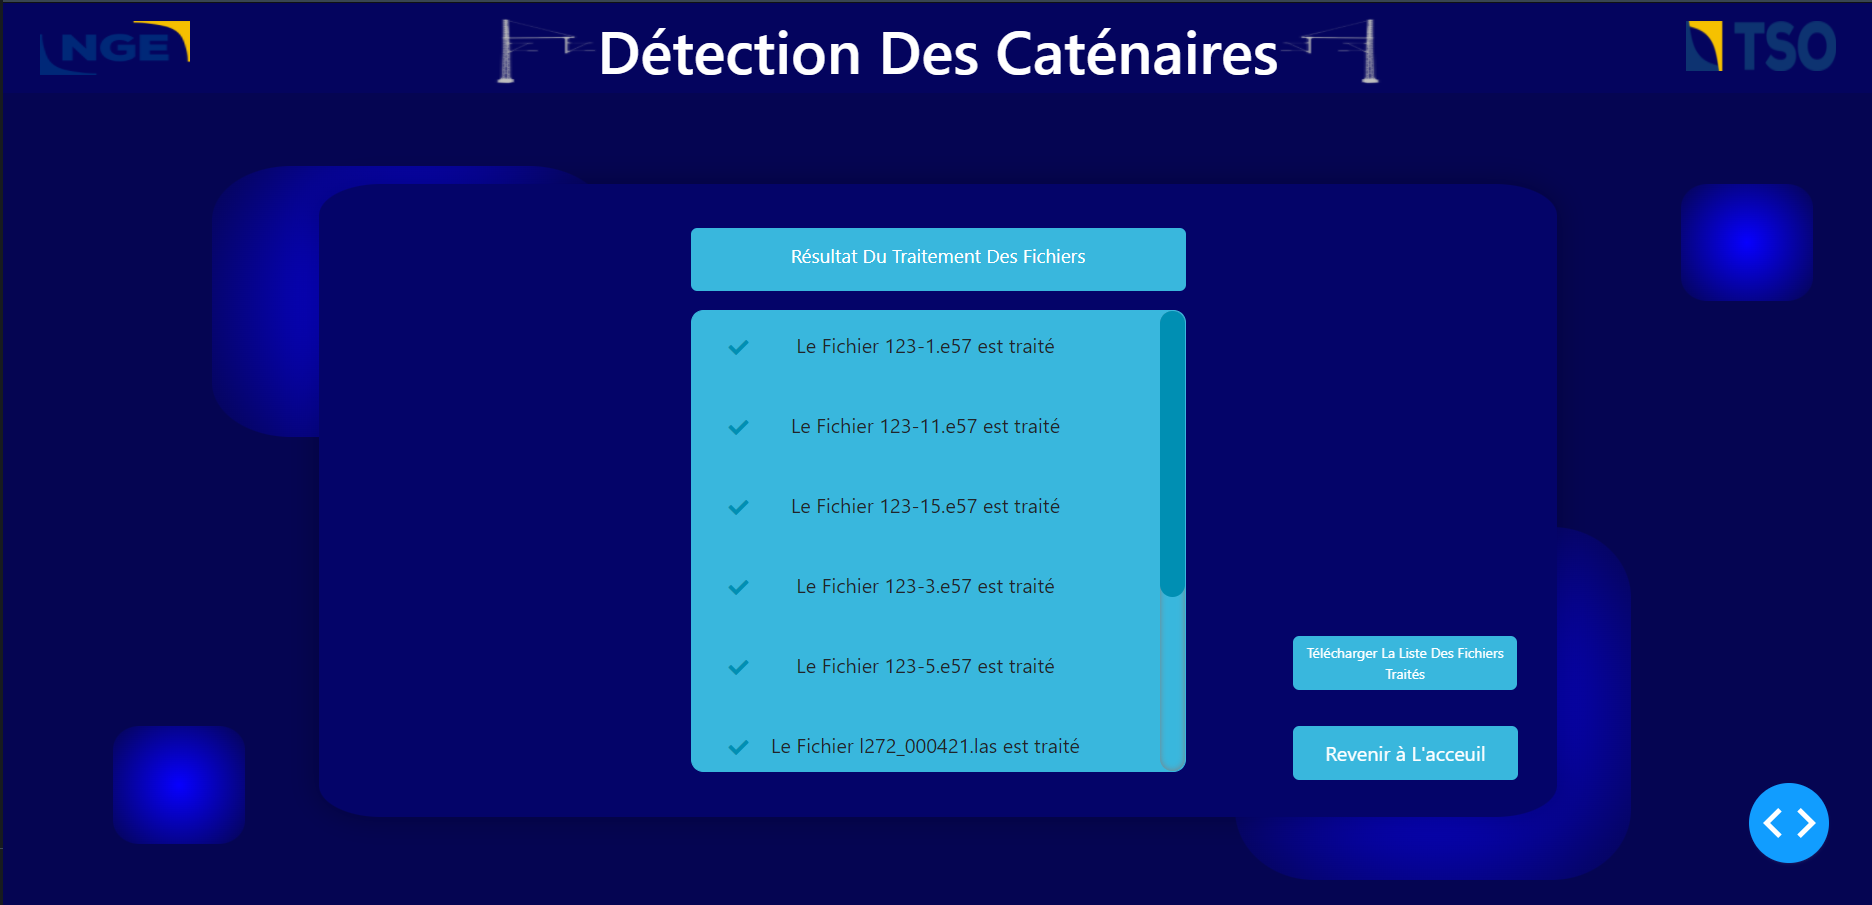 NGE
Détection Des Caténaires
TSO
Résultat Du Traitement Des Fichiers
Le Fichier 123-1.e57 est traité
Le Fichier 123-11.e57 est traité
Le Fichier 123-15.e57 est traité
Le Fichier 123-3.e57 est traité
Le Fichier 123-5.e57 est traité
Le Fichier l272_000421.las est traité
Télécharger La Liste Des Fichiers
Traités
Revenir à L'acceuil